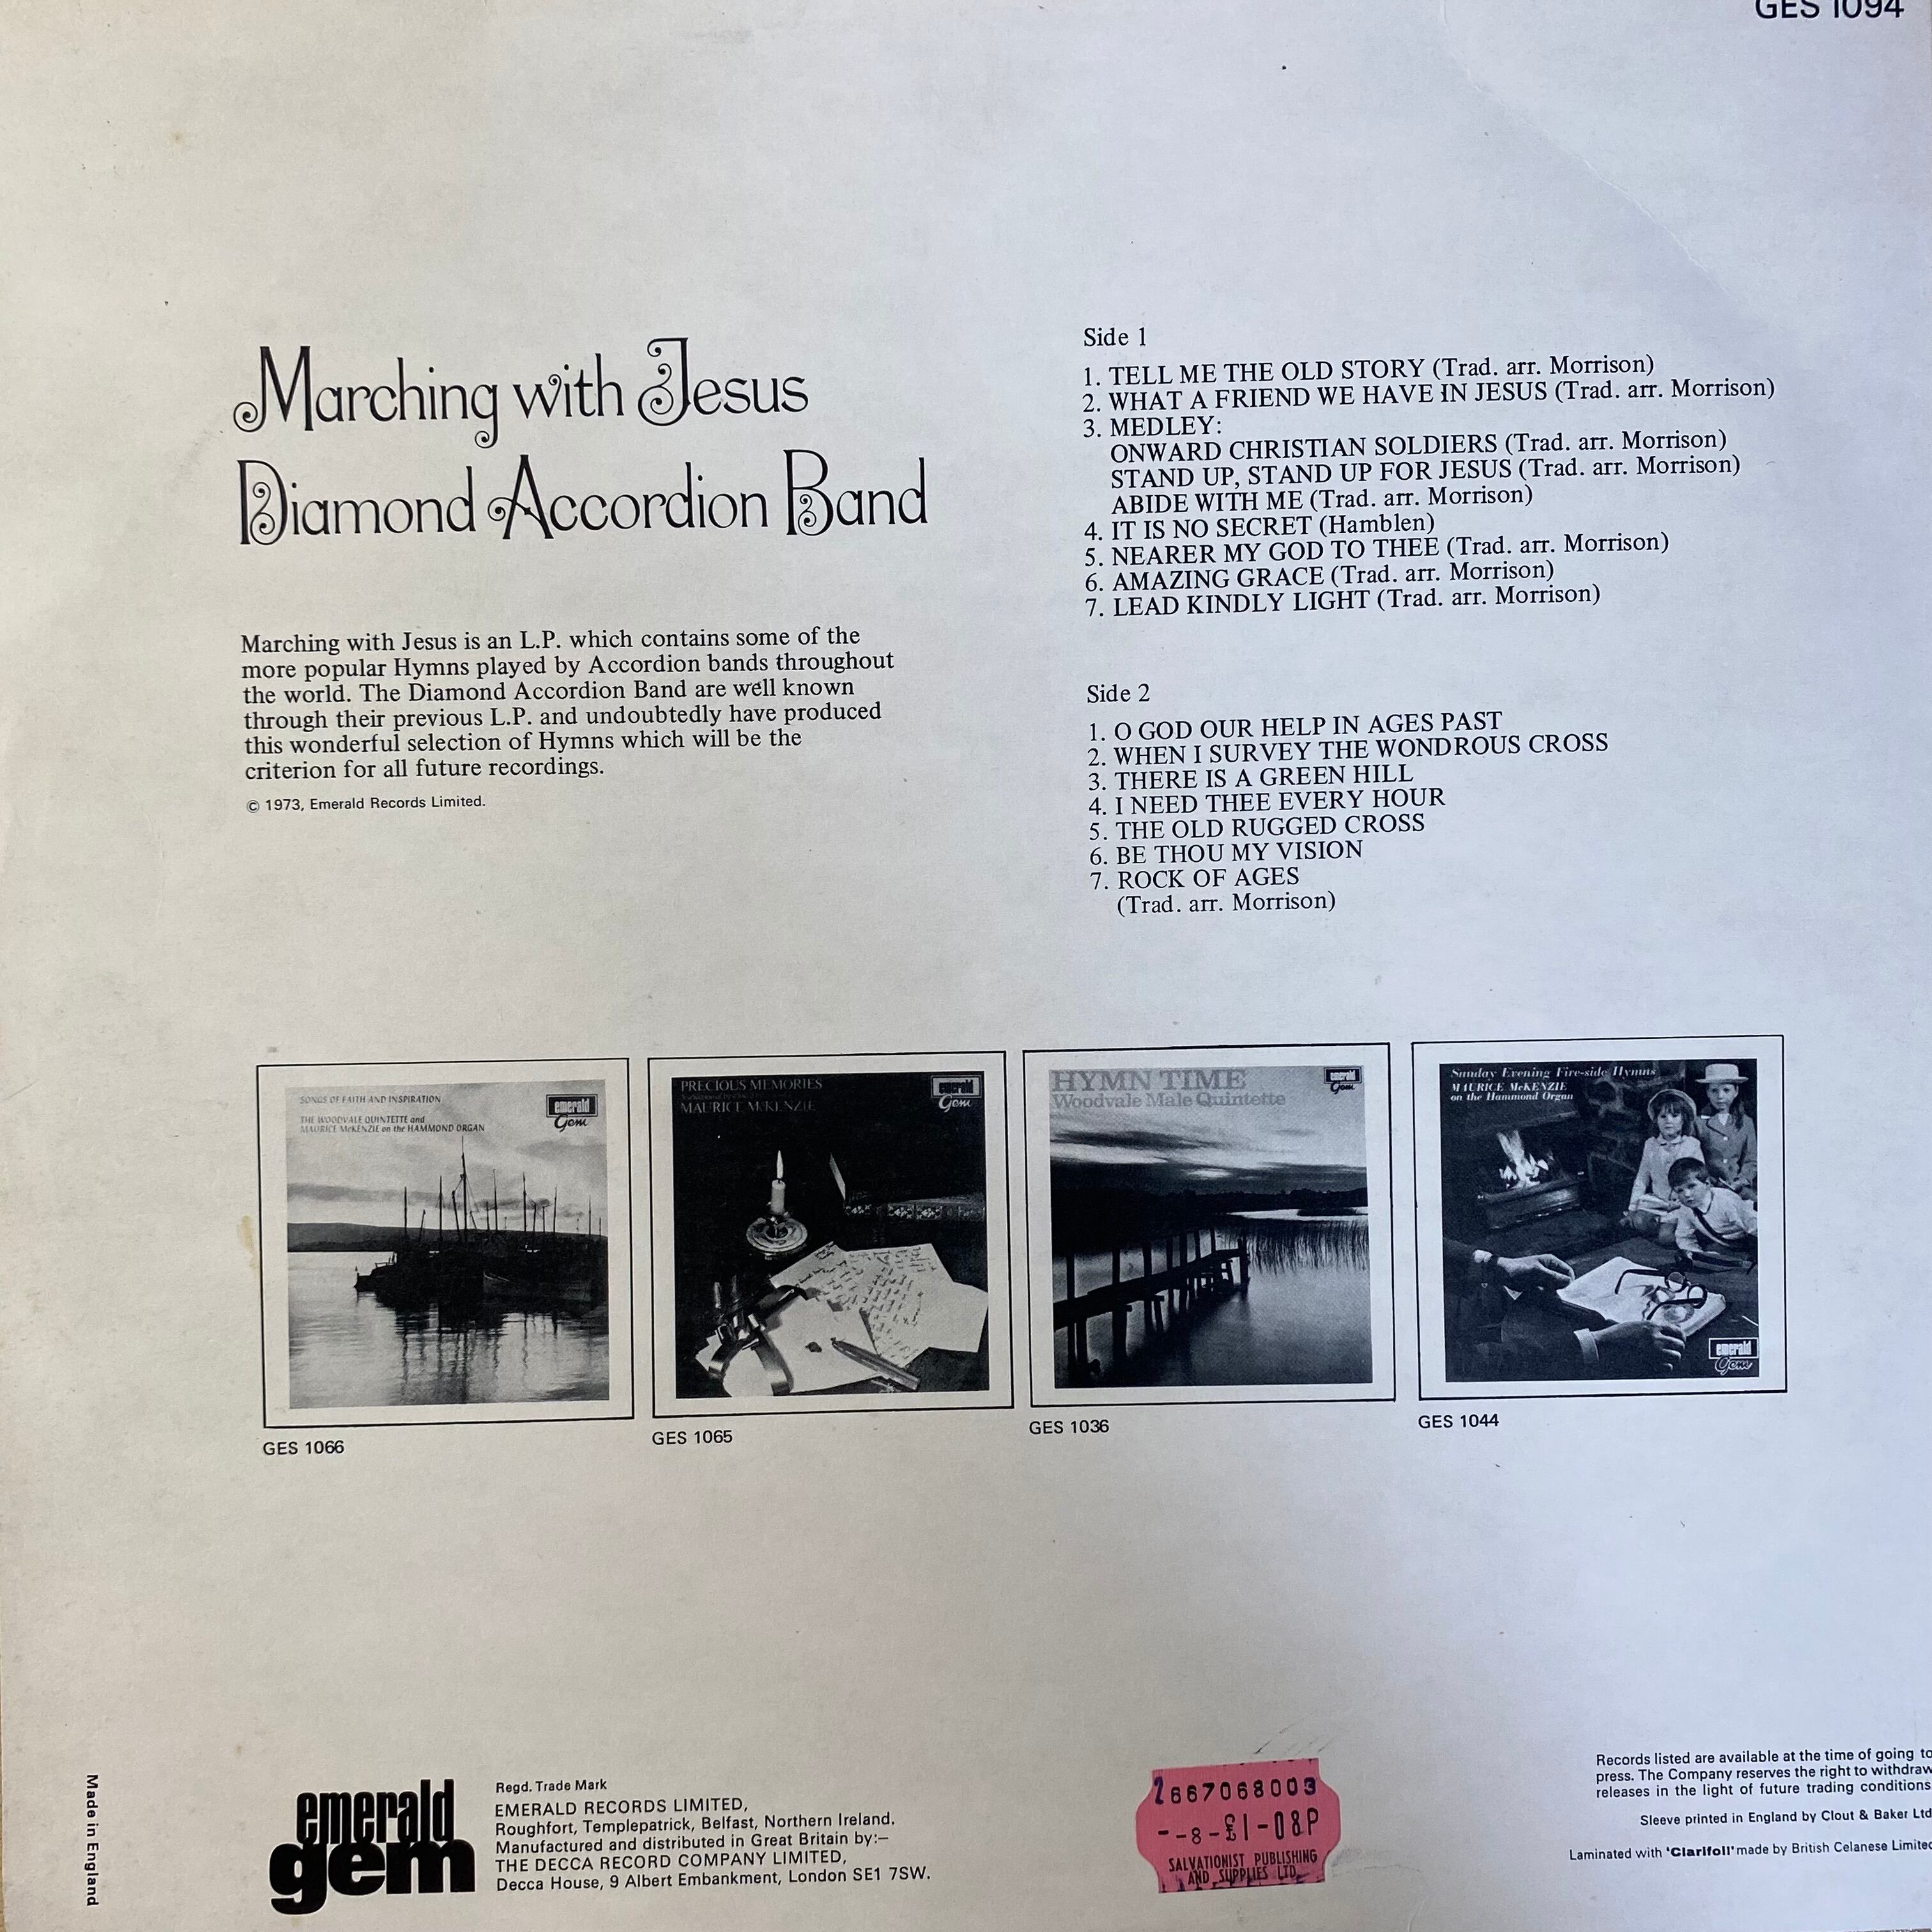 GES 1094
Marching with Jesus
Diamond Accordion Band
Marching with Jesus is an L.P. which contains some of the
more popular Hymns played by Accordion bands throughout
the world. The Diamond Accordion Band are well known
through their previous L.P. and undoubtedly have produced
this wonderful selection of Hymns which will be the
criterion for all future recordings.
© 1973, Emerald Records Limited.
Side 1
1. TELL ME THE OLD STORY (Trad. arr. Morrison)
2. WHAT A FRIEND WE HAVE IN JESUS (Trad. arr. Morrison)
3. MEDLEY:
ONWARD CHRISTIAN SOLDIERS (Trad. arr. Morrison)
STAND UP, STAND UP FOR JESUS (Trad. arr. Morrison)
ABIDE WITH ME (Trad. arr. Morrison)
4. IT IS NO SECRET (Hamblen)
5. NEARER MY GOD TO THEE (Trad. arr. Morrison)
6. AMAZING GRACE (Trad. arr. Morrison)
7. LEAD KINDLY LIGHT (Trad. arr. Morrison)
Side 2
1. O GOD OUR HELP IN AGES PAST
2. WHEN I SURVEY THE WONDROUS CROSS
3. THERE IS A GREEN HILL
4. I NEED THEE EVERY HOUR
5. THE OLD RUGGED CROSS
6. BE THOU MY VISION
7. ROCK OF AGES
(Trad. arr. Morrison)
SONGS OF FAITH AND INSPIRATION
THE WOODVALE QUINTETTE and
MAURICE McKENZIE on the HAMMOND ORGAN
emerald
Gem
GES 1066
PRECIOUS MEMORIES
MAURICE McKENZIE
emerald
Gem
GES 1065
HYMN TIME
Woodvale Male Quintette
emerald
Gem
GES 1036
Sunday Evening Fire-side Hymns
MAURICE McKENZIE
on the Hammond Organ
emerald
Gem
GES 1044
Made in England
emerald
gem
Regd. Trade Mark
EMERALD RECORDS LIMITED,
Roughfort, Templepatrick, Belfast, Northern Ireland.
Manufactured and distributed in Great Britain by:—
THE DECCA RECORD COMPANY LIMITED,
Decca House, 9 Albert Embankment, London SE1 7SW.
2667068003
--8-£1-08P
SALVATIONIST PUBLISHING
AND SUPPLIES LTD.
Records listed are available at the time of going to
press. The Company reserves the right to withdraw
releases in the light of future trading conditions
Sleeve printed in England by Clout & Baker Ltd
Laminated with 'Clarifoil' made by British Celanese Limited